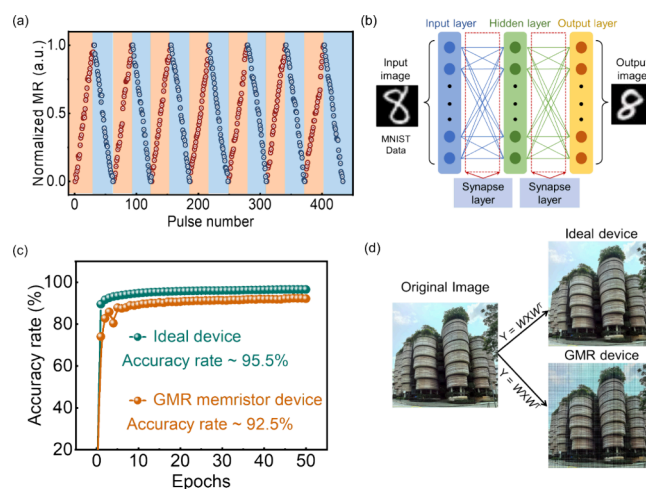 (a)
Normalized MR (a.u.)
1.0
0.5
0.0
0 100 200 300 400
Pulse number
(b)
Input layer Hidden layer Output layer
Input
image
MNIST
Data
Output
image
Synapse
layer
Synapse
layer
(c)
Accuracy rate (%)
100
80
60
40
20
Ideal device
Accuracy rate ~ 95.5%
GMR memristor device
Accuracy rate ~ 92.5%
0 10 20 30 40 50
Epochs
(d)
Original Image
Ideal device
Y = WXWᵀ
GMR device
Y = WXWᵀ